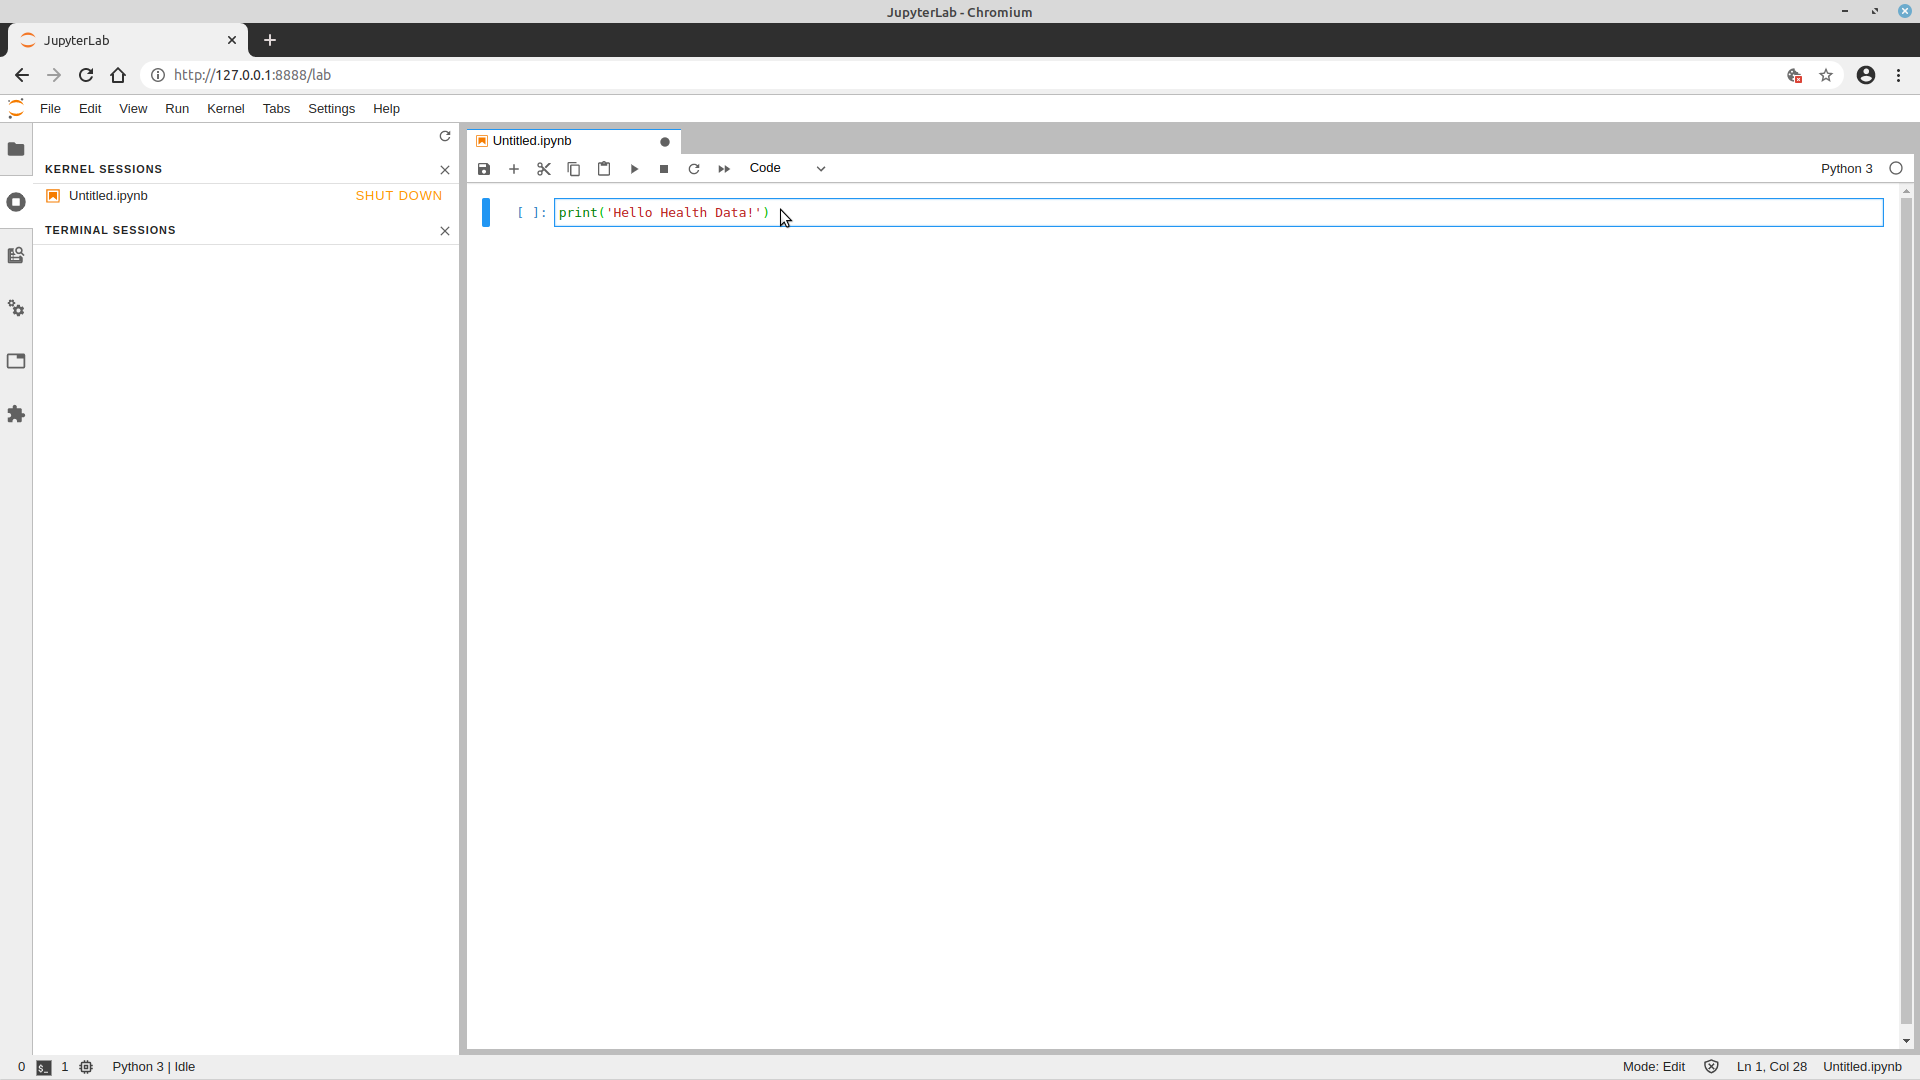 JupyterLab - Chromium
JupyterLab
http://127.0.0.1:8888/lab
File Edit View Run Kernel Tabs Settings Help
KERNEL SESSIONS
Untitled.ipynb SHUT DOWN
TERMINAL SESSIONS
Untitled.ipynb
Code Python 3
[ ]: print('Hello Health Data!')
0 $_ 1 Python 3 | Idle Mode: Edit Ln 1, Col 28 Untitled.ipynb